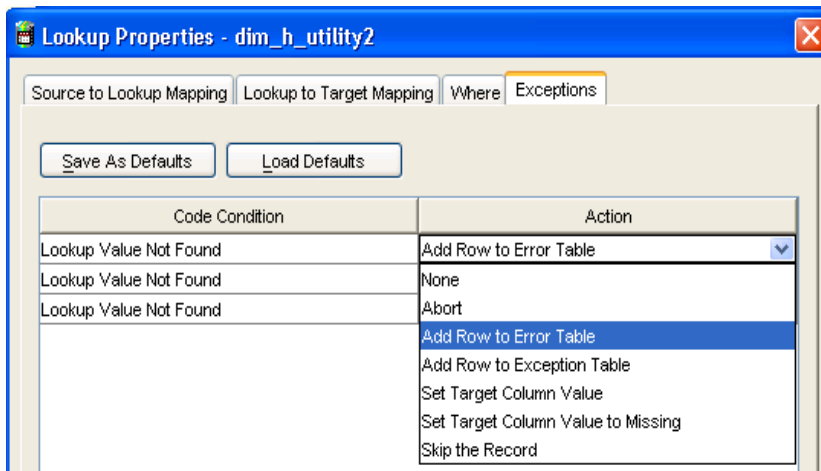 Lookup Properties - dim_h_utility2
Source to Lookup Mapping Lookup to Target Mapping Where Exceptions
Save As Defaults Load Defaults
Code Condition Action
Lookup Value Not Found Add Row to Error Table
Lookup Value Not Found None
Lookup Value Not Found Abort
Add Row to Error Table
Add Row to Exception Table
Set Target Column Value
Set Target Column Value to Missing
Skip the Record